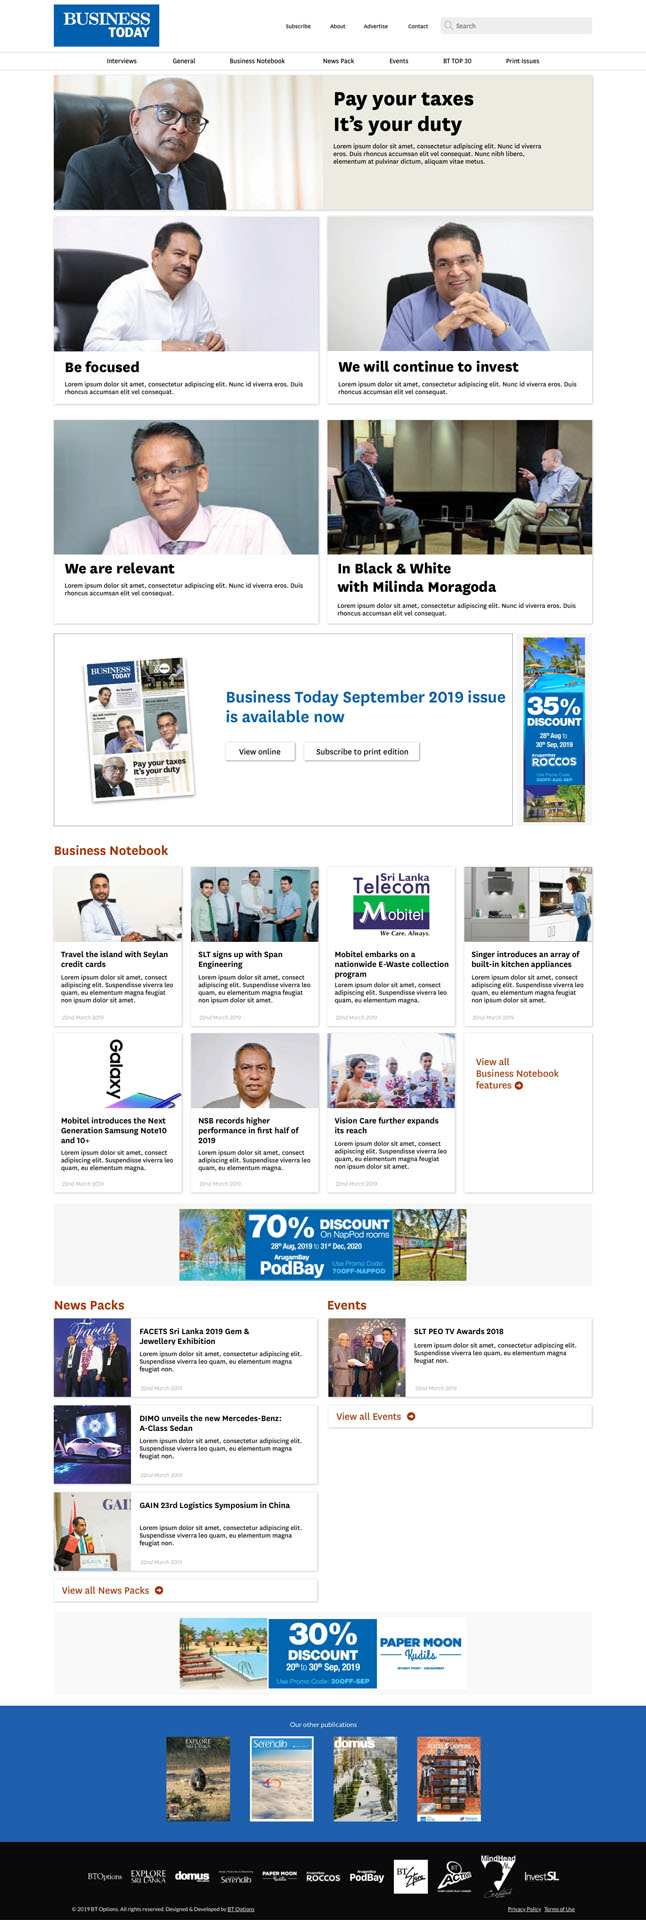 BUSINESS
TODAY
Subscribe
About
Advertise
Contact
Search
Interviews
General
Business Notebook
News Pack
Events
BT TOP 30
Print Issues
Pay your taxes
It's your duty
Lorem ipsum dolor sit amet, consectetur adipiscing elit. Nunc id viverra
eros. Duis rhoncus accumsan elit vel consequat. Nunc nibh libero,
elementum at pulvinar dictum, aliquam vitae metus.
Be focused
Lorem ipsum dolor sit amet, consectetur adipiscing elit. Nunc id viverra eros. Duis
rhoncus accumsan elit vel consequat.
We will continue to invest
Lorem ipsum dolor sit amet, consectetur adipiscing elit. Nunc id viverra eros. Duis
rhoncus accumsan elit vel consequat.
We are relevant
Lorem ipsum dolor sit amet, consectetur adipiscing elit. Nunc id viverra eros. Duis
rhoncus accumsan elit vel consequat.
In Black & White
with Milinda Moragoda
Lorem ipsum dolor sit amet, consectetur adipiscing elit. Nunc id viverra eros. Duis
rhoncus accumsan elit vel consequat.
BUSINESS
TODAY
Be focused
We will continue
to invest
We are relevant
Pay your taxes
It's your duty
Business Today September 2019 issue
is available now
View online
Subscribe to print edition
35%
DISCOUNT
28th Aug to
30th Sep, 2019
Arugambay
ROCCOS
Use Promo Code:
35OFF-AUG-SEP
Business Notebook
Travel the island with Seylan
credit cards
Lorem ipsum dolor sit amet, consect
adipiscing elit. Suspendisse viverra leo
quam, eu elementum magna feugiat
non ipsum dolor sit amet.
22nd March 2019
SLT signs up with Span
Engineering
Lorem ipsum dolor sit amet, consect
adipiscing elit. Suspendisse viverra leo
quam, eu elementum magna feugiat
non ipsum dolor sit amet.
22nd March 2019
Sri Lanka
Telecom
Mobitel
We Care. Always.
Mobitel embarks on a
nationwide E-Waste collection
program
Lorem ipsum dolor sit amet, consect
adipiscing elit. Suspendisse viverra leo
quam, eu elementum magna.
22nd March 2019
Singer introduces an array of
built-in kitchen appliances
Lorem ipsum dolor sit amet, consect
adipiscing elit. Suspendisse viverra leo
quam, eu elementum magna feugiat
non ipsum dolor sit amet.
22nd March 2019
Galaxy
Mobitel introduces the Next
Generation Samsung Note10
and 10+
Lorem ipsum dolor sit amet, consect
adipiscing elit. Suspendisse viverra leo
quam, eu elementum magna.
22nd March 2019
NSB records higher
performance in first half of
2019
Lorem ipsum dolor sit amet, consect
adipiscing elit. Suspendisse viverra leo
quam, eu elementum magna.
22nd March 2019
Vision Care further expands
its reach
Lorem ipsum dolor sit amet, consect
adipiscing elit. Suspendisse viverra leo
quam, eu elementum magna feugiat
non ipsum dolor sit amet.
22nd March 2019
View all
Business Notebook
features
70% DISCOUNT
On NapPod rooms
28th Aug, 2019 to 31st Dec, 2020
ArugamBay
PodBay
Use Promo Code:
70OFF-NAPPOD
News Packs
Facets
FACETS Sri Lanka 2019 Gem &
Jewellery Exhibition
Lorem ipsum dolor sit amet, consectetur adipiscing elit.
Suspendisse viverra leo quam, eu elementum magna
feugiat non.
22nd March 2019
DIMO unveils the new Mercedes-Benz:
A-Class Sedan
Lorem ipsum dolor sit amet, consectetur adipiscing elit.
Suspendisse viverra leo quam, eu elementum magna
feugiat non.
22nd March 2019
GAIN
GAIN 23rd Logistics Symposium in China
Lorem ipsum dolor sit amet, consectetur adipiscing elit.
Suspendisse viverra leo quam, eu elementum magna
feugiat non.
22nd March 2019
View all News Packs
Events
SLT PEO TV Awards 2018
Lorem ipsum dolor sit amet, consectetur adipiscing elit.
Suspendisse viverra leo quam, eu elementum magna
feugiat non.
22nd March 2019
View all Events
30%
DISCOUNT
20th to 30th Sep, 2019
Use Promo Code: 30OFF-SEP
PAPER MOON
Kudils
Our other publications
EXPLORE
SRI LANKA
Serendib
domus
BTOptions
EXPLORE
SRI LANKA
domus
Serendib
PAPER MOON
Kudils
Arugambay
ROCCOS
ArugamBay
PodBay
BT
BT
ACTive
MindHead
InvestSL
© 2019 BT Options. All rights reserved. Designed & Developed by BT Options
Privacy Policy
Terms of Use